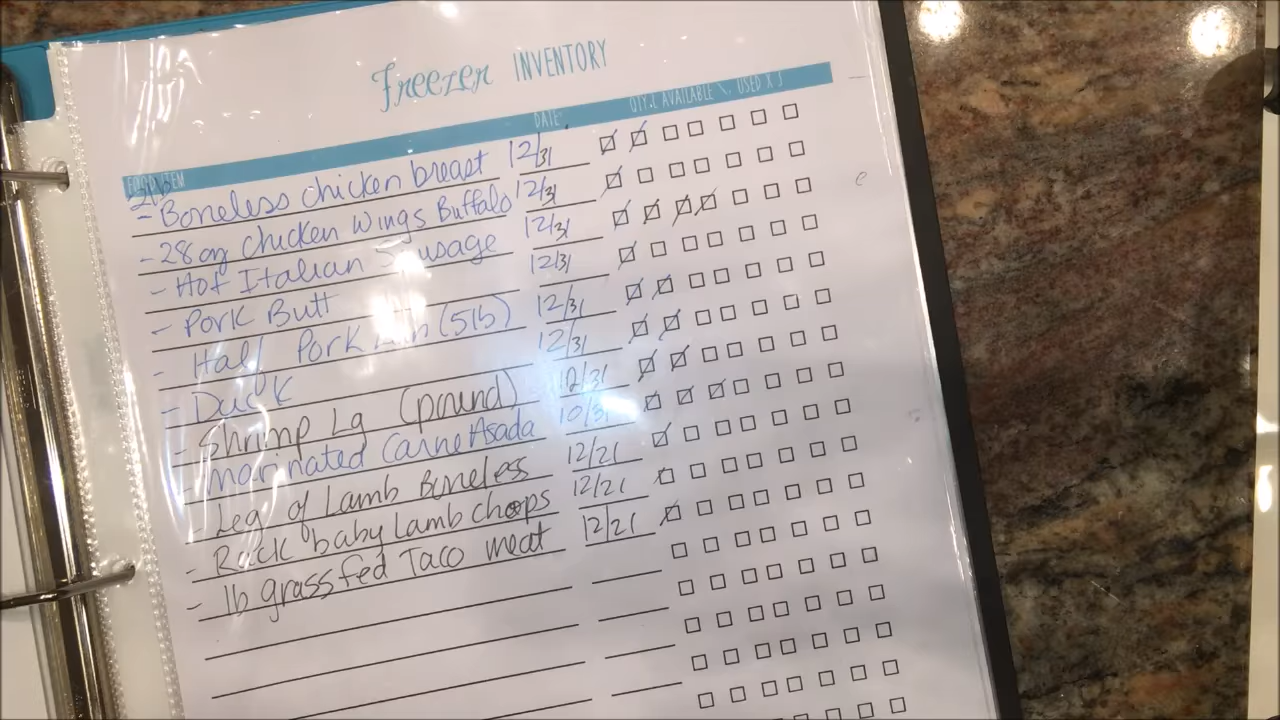 Freezer INVENTORY
FOOD ITEM DATE QTY.[ AVAILABLE \, USED X ]
- Boneless chicken breast 12/31
- 28 oz chicken wings Buffalo 12/31
- Hot Italian Sausage 12/31
- Pork Butt 12/31
- Half Pork (5lb) 12/31
- Duck 12/31
- Shrimp Lg (pound) 12/31
- marinated Carne Asada 10/31
- Leg of Lamb Boneless 12/21
- Rack baby Lamb chops 12/21
- 1b grassfed Taco meat 12/21